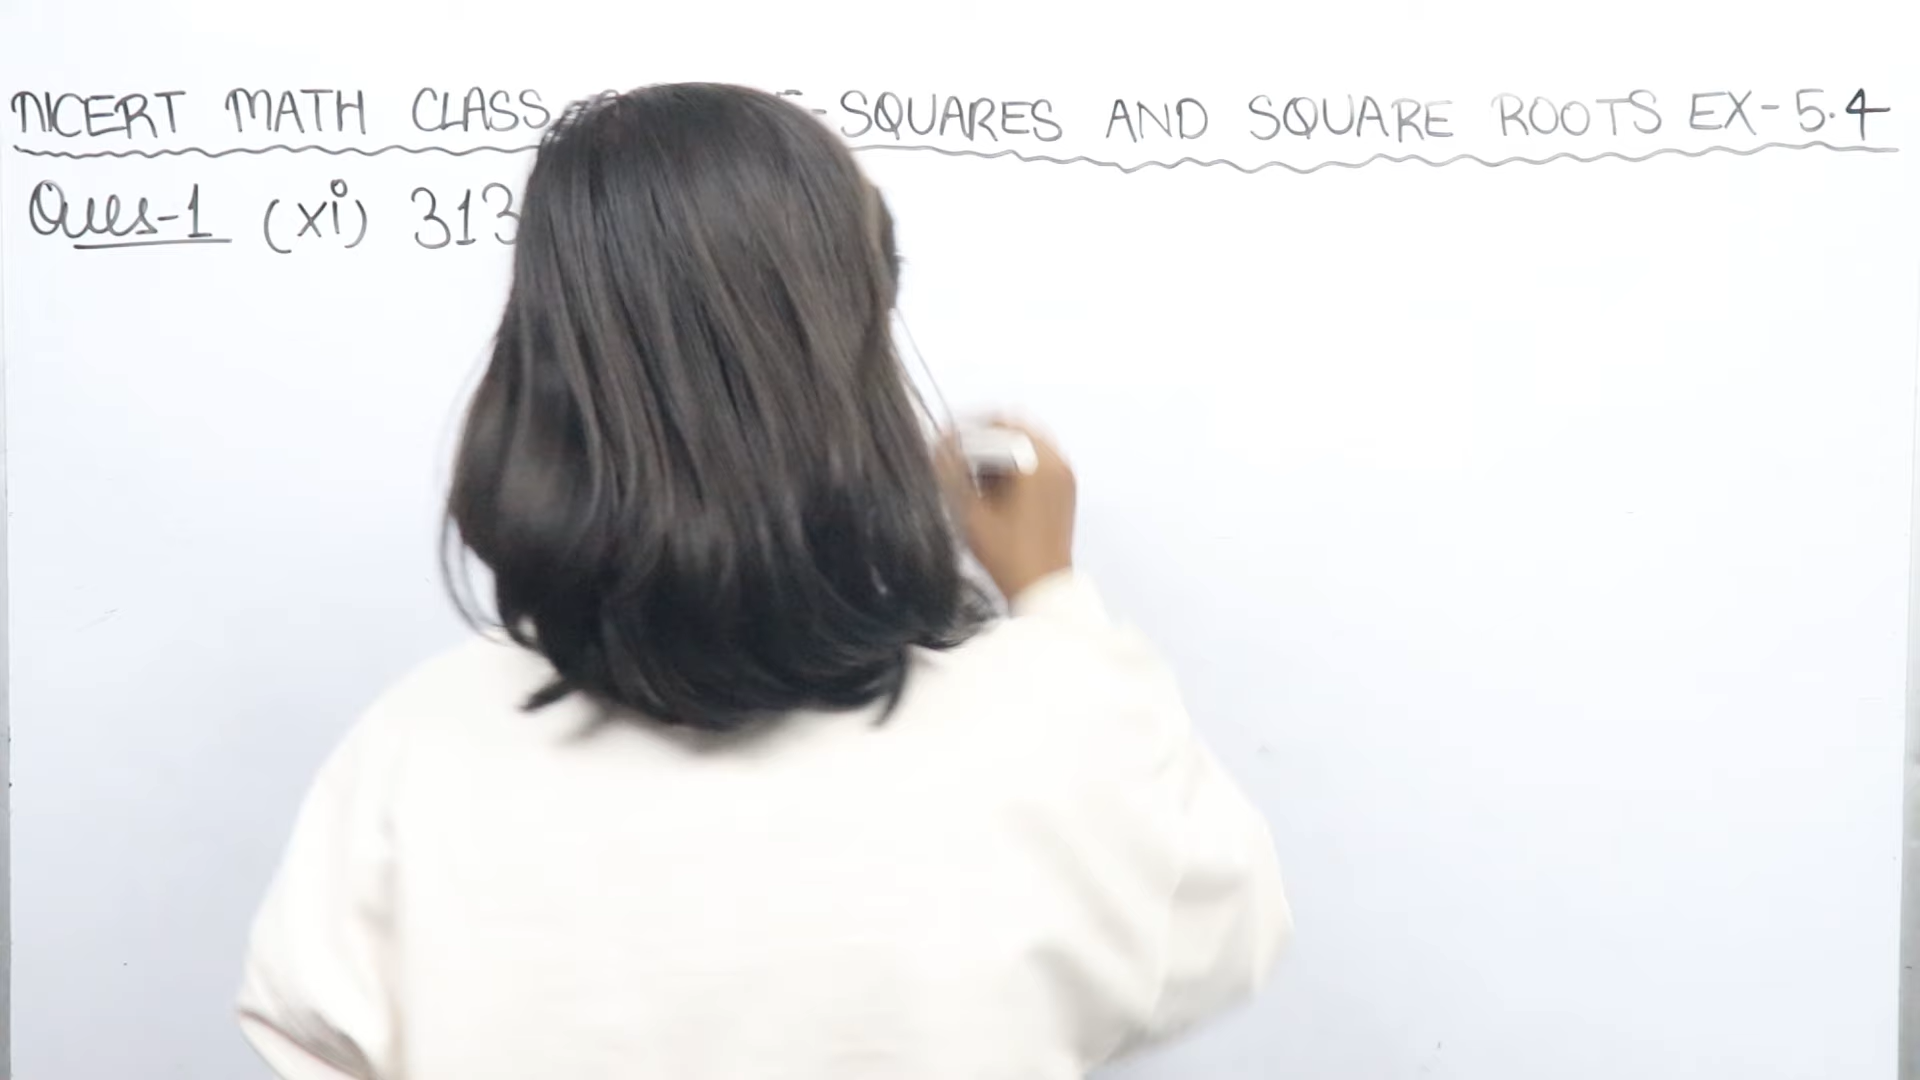 NCERT MATH CLASS - SQUARES AND SQUARE ROOTS EX-5.4
Ques-1 (xi) 313